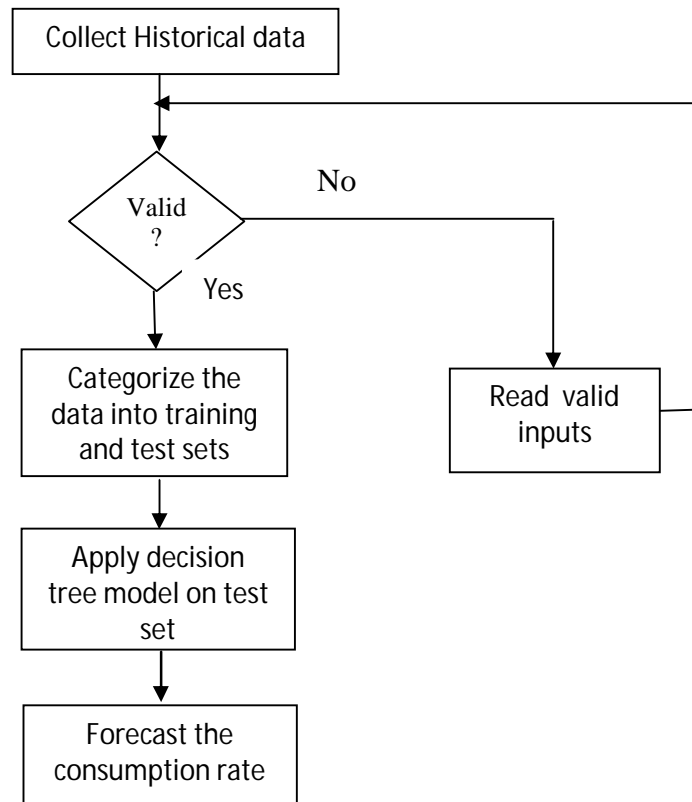 Collect Historical data
No
Valid
?
Yes
Categorize the
data into training
and test sets
Read valid
inputs
Apply decision
tree model on test
set
Forecast the
consumption rate